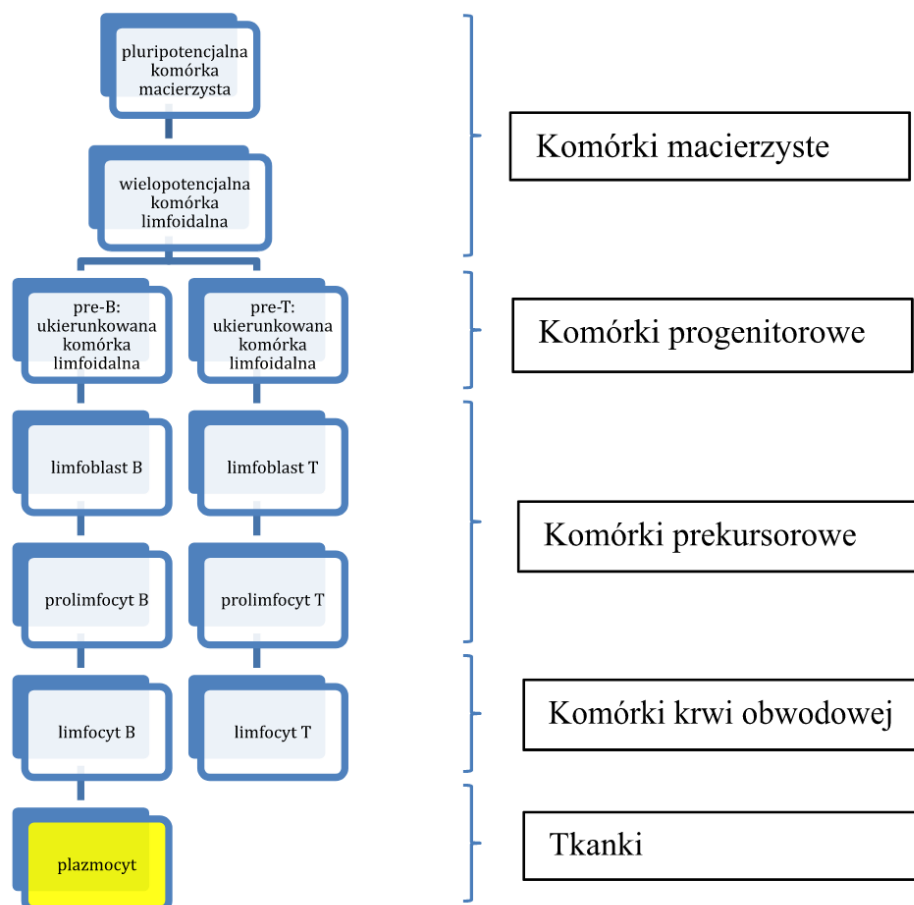 pluripotencjalna
komórka
macierzysta
Komórki macierzyste
wielopotencjalna
komórka
limfoidalna
pre-B:
ukierunkowana
komórka
limfoidalna
pre-T:
ukierunkowana
komórka
limfoidalna
Komórki progenitorowe
limfoblast B
limfoblast T
Komórki prekursorowe
prolimfocyt B
prolimfocyt T
limfocyt B
limfocyt T
Komórki krwi obwodowej
plazmocyt
Tkanki